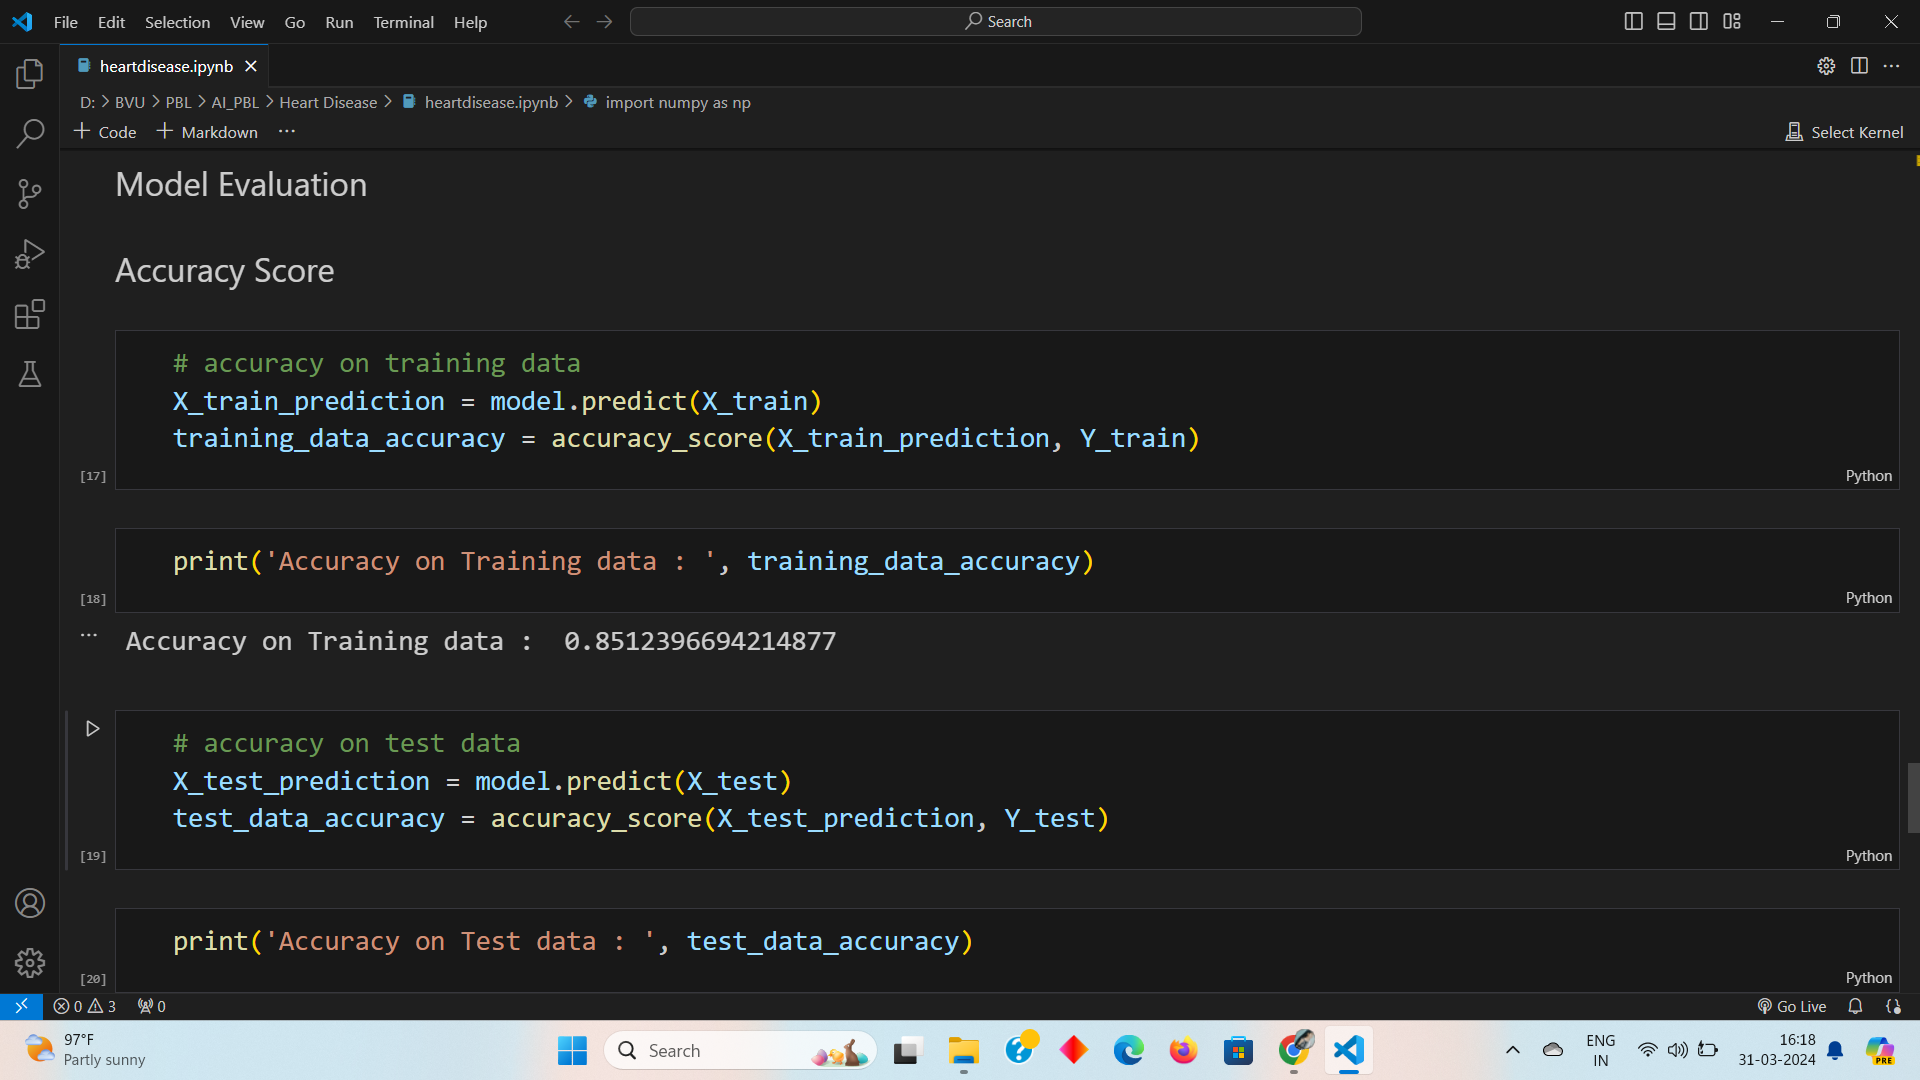 File Edit Selection View Go Run Terminal Help
Search
heartdisease.ipynb
D: > BVU > PBL > AI_PBL > Heart Disease > heartdisease.ipynb > import numpy as np
+ Code + Markdown ...
Select Kernel
Model Evaluation
Accuracy Score
# accuracy on training data
X_train_prediction = model.predict(X_train)
training_data_accuracy = accuracy_score(X_train_prediction, Y_train)
[17]
Python
print('Accuracy on Training data : ', training_data_accuracy)
[18]
Python
... Accuracy on Training data :  0.8512396694214877
# accuracy on test data
X_test_prediction = model.predict(X_test)
test_data_accuracy = accuracy_score(X_test_prediction, Y_test)
[19]
Python
print('Accuracy on Test data : ', test_data_accuracy)
[20]
Python
0 3 0
Go Live
97°F
Partly sunny
Search
ENG
IN
16:18
31-03-2024
PRE